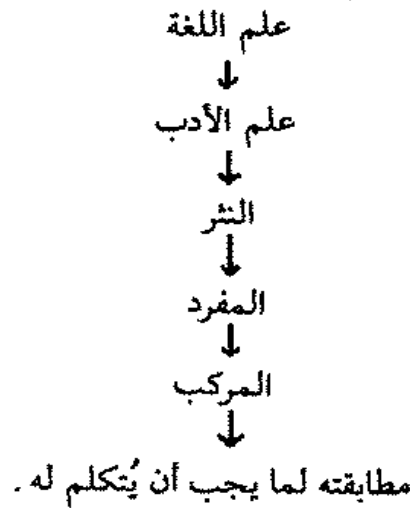 علم اللغة
علم الأدب
النثر
المفرد
المركب
مطابقته لما يجب أن يُتكلم له .